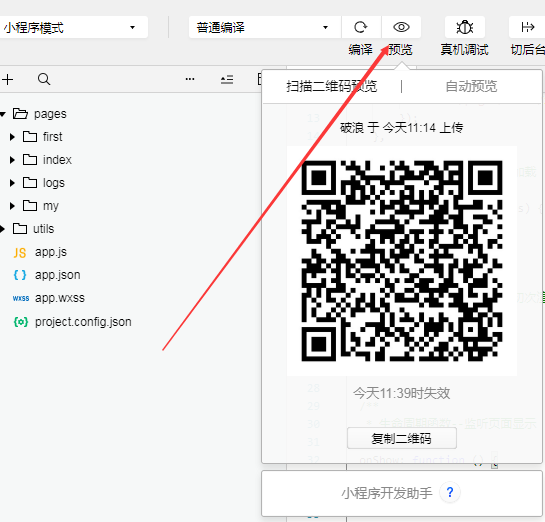 小程序模式
普通编译
编译 预览 真机调试 切后台
扫描二维码预览 自动预览
破浪 于 今天11:14 上传
pages
first
index
logs
my
utils
JS app.js
{ } app.json
wxss app.wxss
{o} project.config.json
今天11:39时失效
复制二维码
小程序开发助手 ?